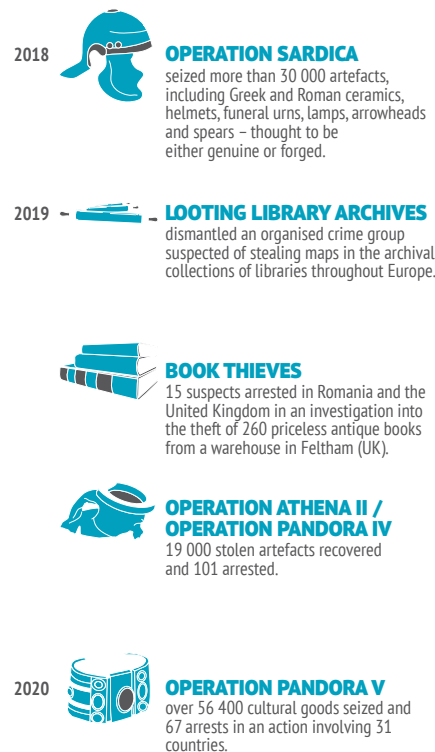 2018
OPERATION SARDICA
seized more than 30 000 artefacts,
including Greek and Roman ceramics,
helmets, funeral urns, lamps, arrowheads
and spears – thought to be
either genuine or forged.
2019
LOOTING LIBRARY ARCHIVES
dismantled an organised crime group
suspected of stealing maps in the archival
collections of libraries throughout Europe.
BOOK THIEVES
15 suspects arrested in Romania and the
United Kingdom in an investigation into
the theft of 260 priceless antique books
from a warehouse in Feltham (UK).
OPERATION ATHENA II /
OPERATION PANDORA IV
19 000 stolen artefacts recovered
and 101 arrested.
2020
OPERATION PANDORA V
over 56 400 cultural goods seized and
67 arrests in an action involving 31
countries.